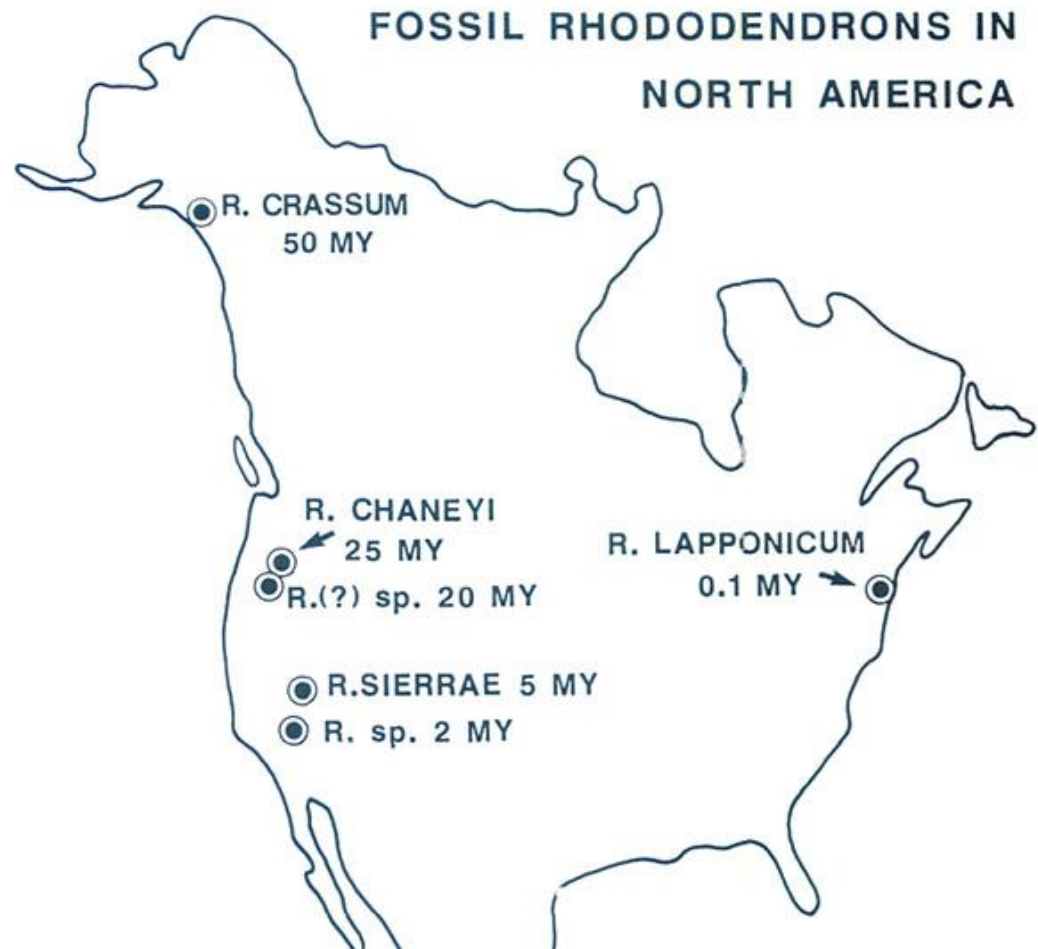 FOSSIL RHODODENDRONS IN
NORTH AMERICA
R. CRASSUM
50 MY
R. CHANEYI
25 MY
R.(?) sp. 20 MY
R. LAPPONICUM
0.1 MY
R.SIERRAE 5 MY
R. sp. 2 MY